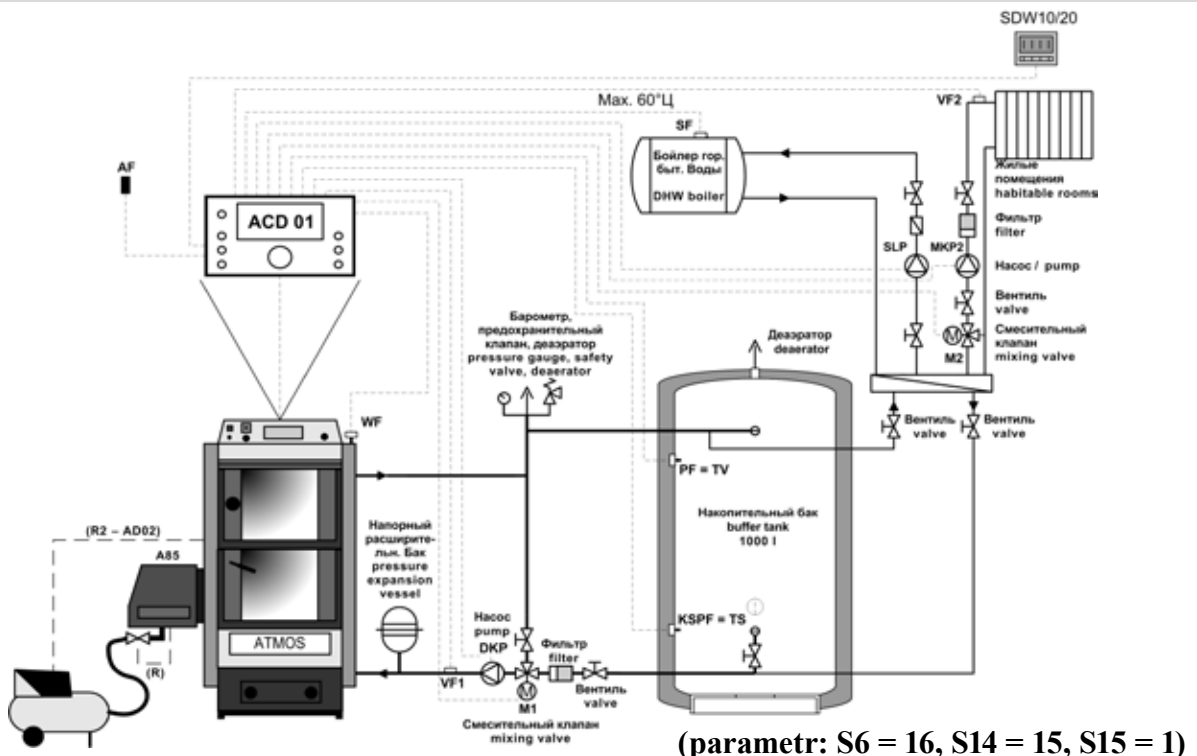 SDW10/20
Max. 60°Ц
VF2
SF
Бойлер гор.
быт. Воды
DHW boiler
AF
ACD 01
Жилые
помещения
habitable rooms
Фильтр
filter
SLP
MKP2
Насос / pump
Вентиль
valve
Смесительный
клапан
mixing valve
M
M2
Барометр,
предохранительный
клапан, деаэратор
pressure gauge, safety
valve, deaerator
Деаэратор
deaerator
WF
Вентиль
valve
Вентиль
valve
PF = TV
Накопительный бак
buffer tank
1000 l
(R2 – AD02)
A85
Напорный
расширите-
льн. Бак
pressure
expansion
vessel
KSPF = TS
Насос
pump
DKP
Фильтр
filter
ATMOS
(R)
VF1
M
M1
Вентиль
valve
Смесительный клапан
mixing valve
(parametr: S6 = 16, S14 = 15, S15 = 1)